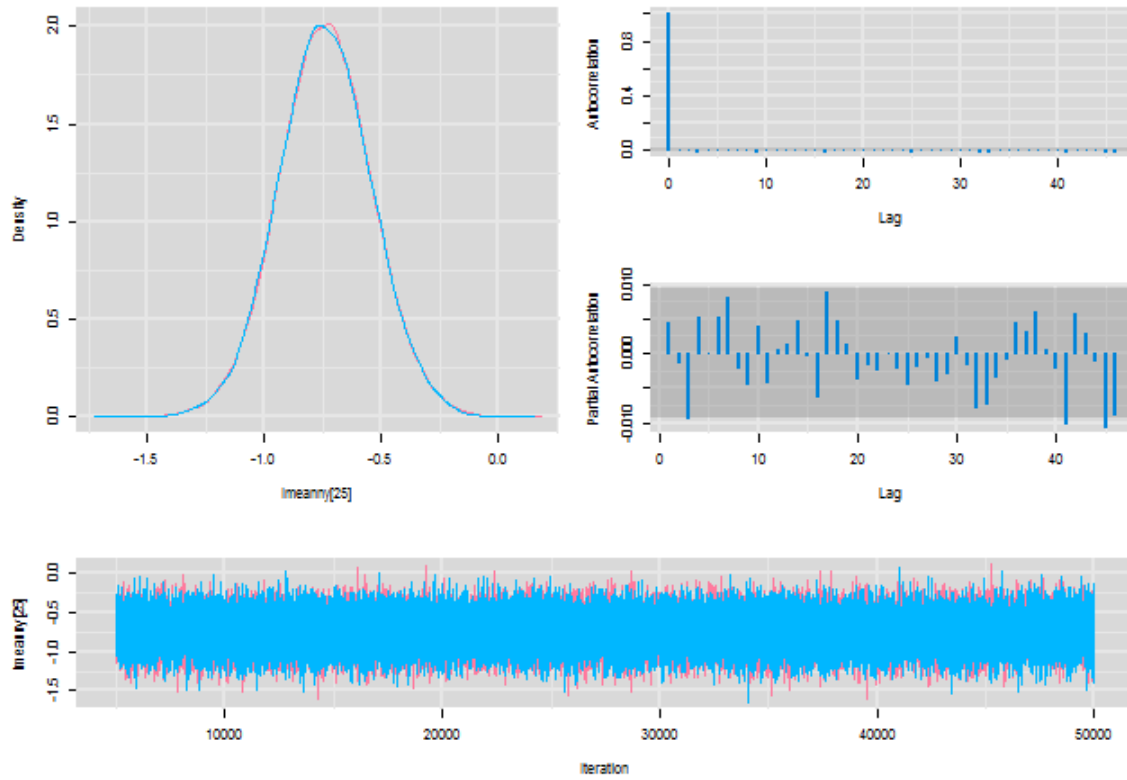 Density
0.0 0.5 1.0 1.5 2.0
-1.5 -1.0 -0.5 0.0
lmeanny[25]
Autocorrelation
0.0 0.4 0.8
0 10 20 30 40
Lag
Partial Autocorrelation
-0.010 0.000 0.010
0 10 20 30 40
Lag
lmeanny[25]
-1.5 -1.0 -0.5 0.0
10000 20000 30000 40000 50000
Iteration